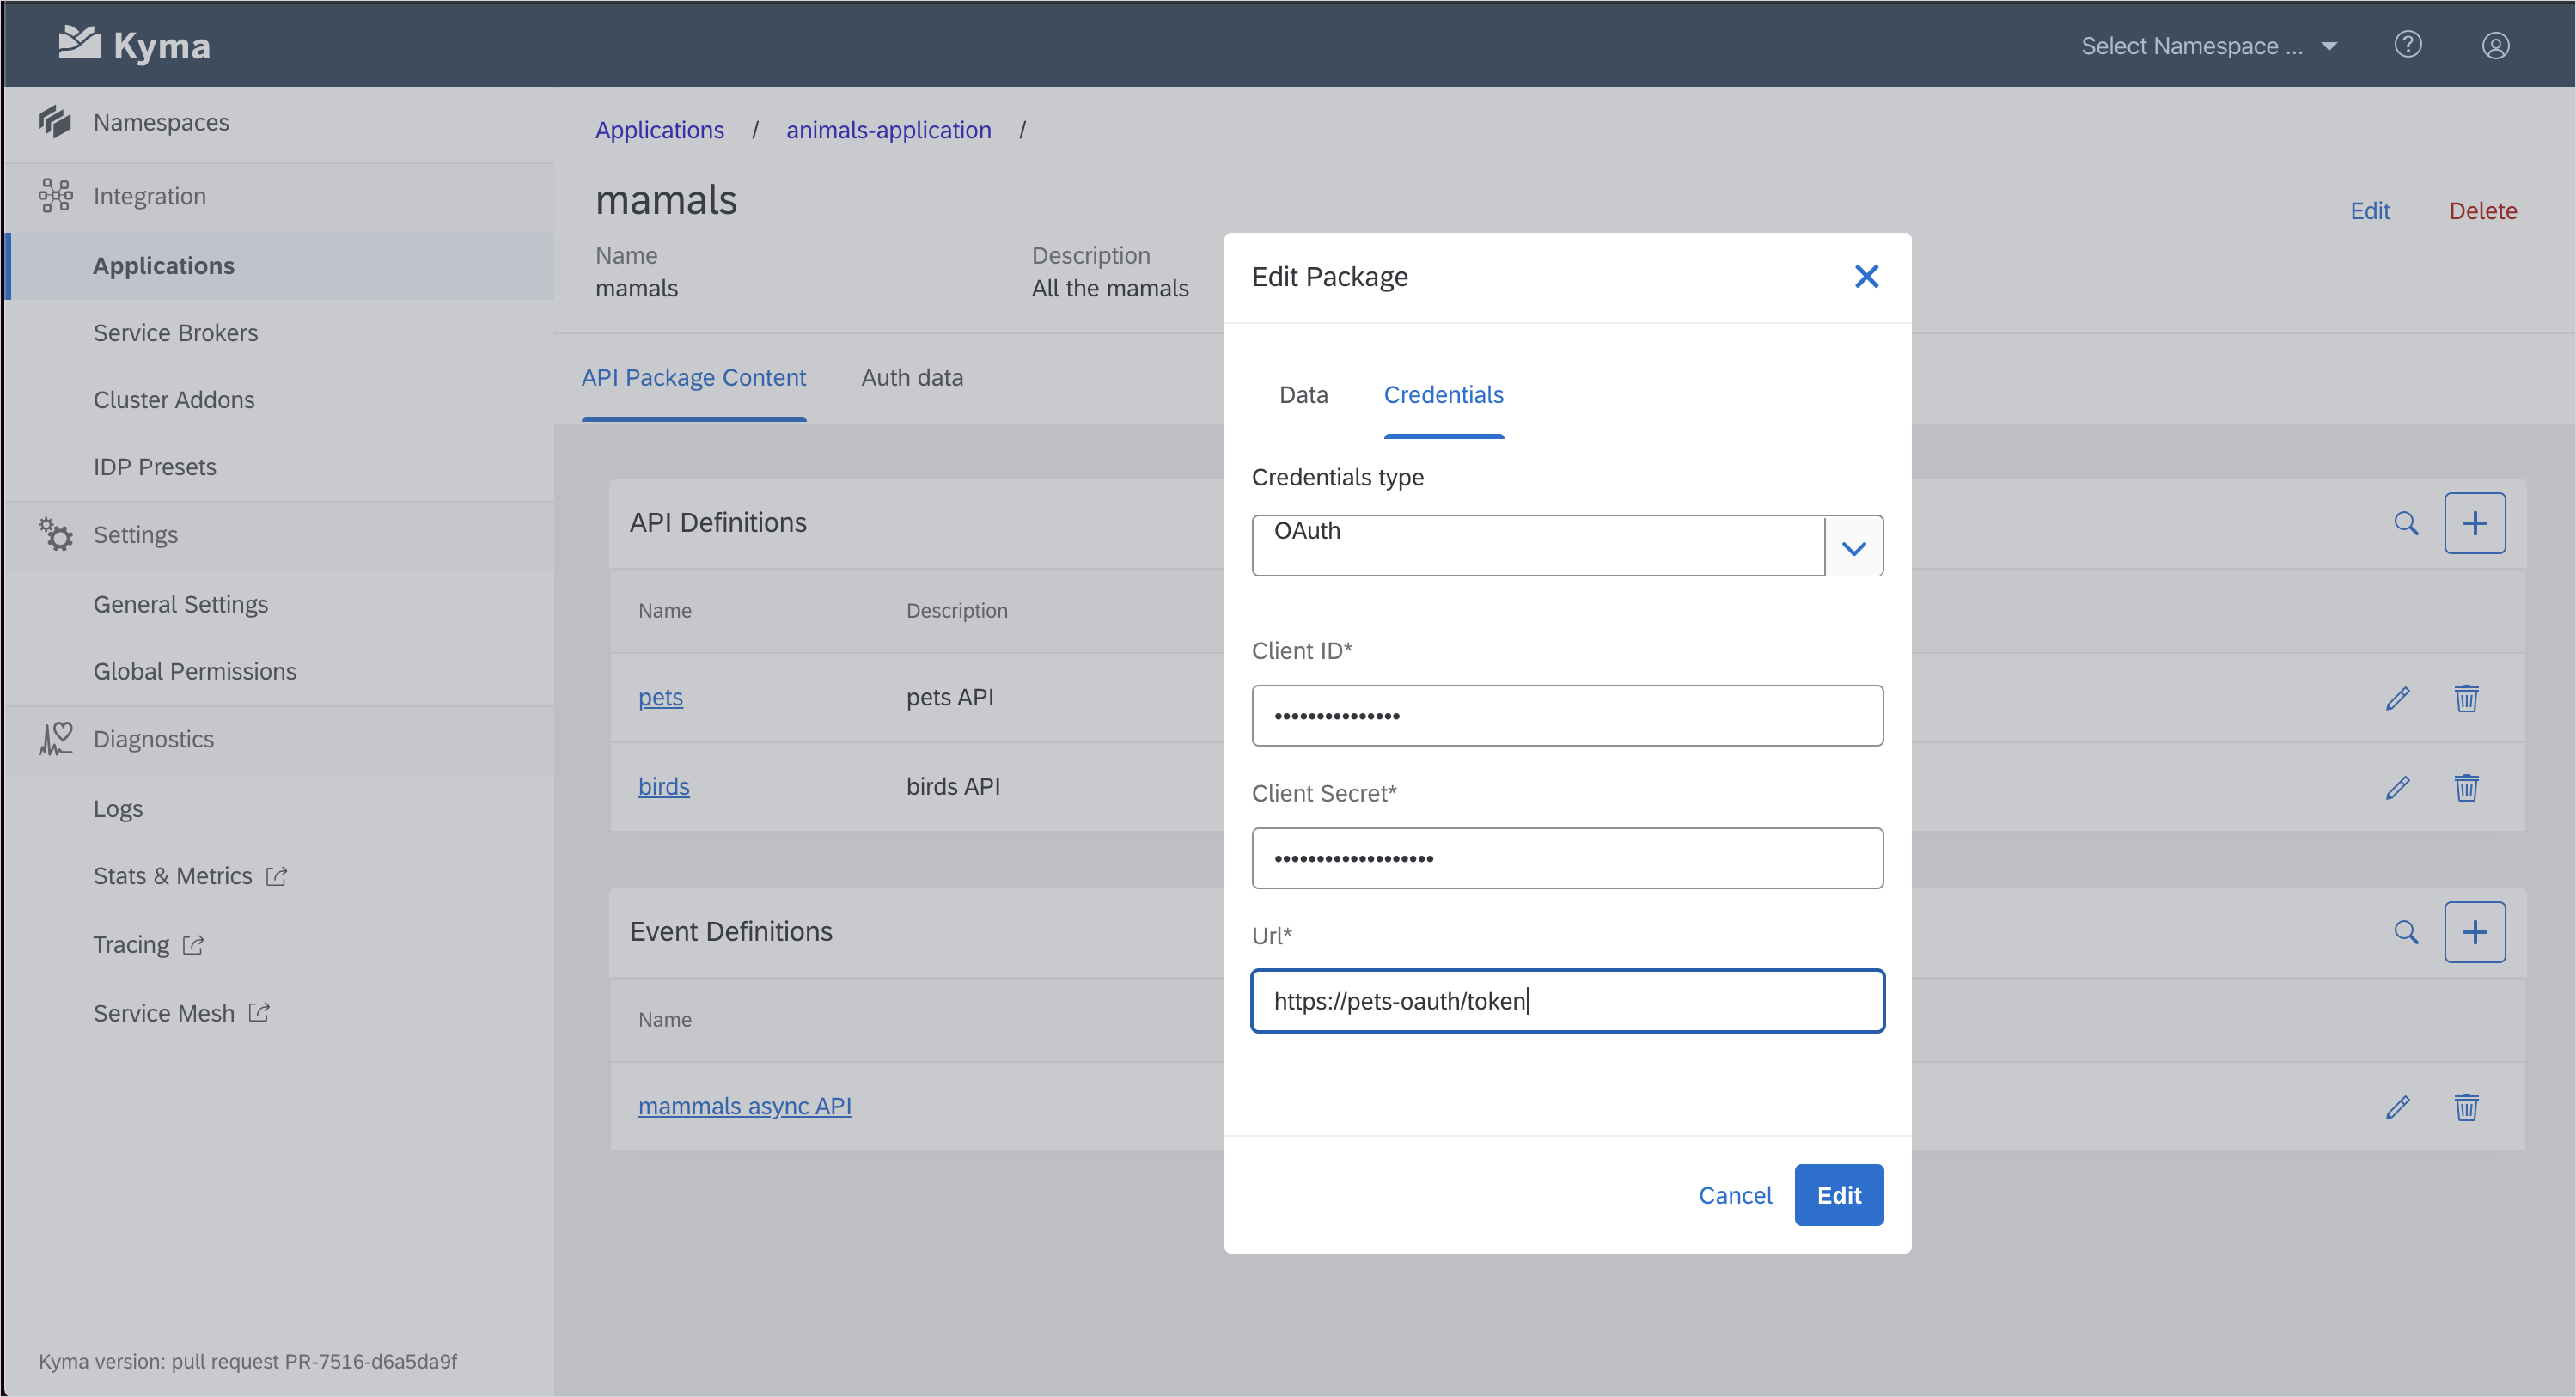 Kyma
Select Namespace ...
Namespaces
Integration
Applications
Service Brokers
Cluster Addons
IDP Presets
Settings
General Settings
Global Permissions
Diagnostics
Logs
Stats & Metrics
Tracing
Service Mesh
Kyma version: pull request PR-7516-d6a5da9f
Applications / animals-application /
mamals
Edit Delete
Name Description
mamals All the mamals
API Package Content Auth data
API Definitions
Name Description
pets pets API
birds birds API
Event Definitions
Name
mammals async API
Edit Package
Data Credentials
Credentials type
OAuth
Client ID*
•••••••••••••••
Client Secret*
•••••••••••••••••••
Url*
https://pets-oauth/token
Cancel Edit